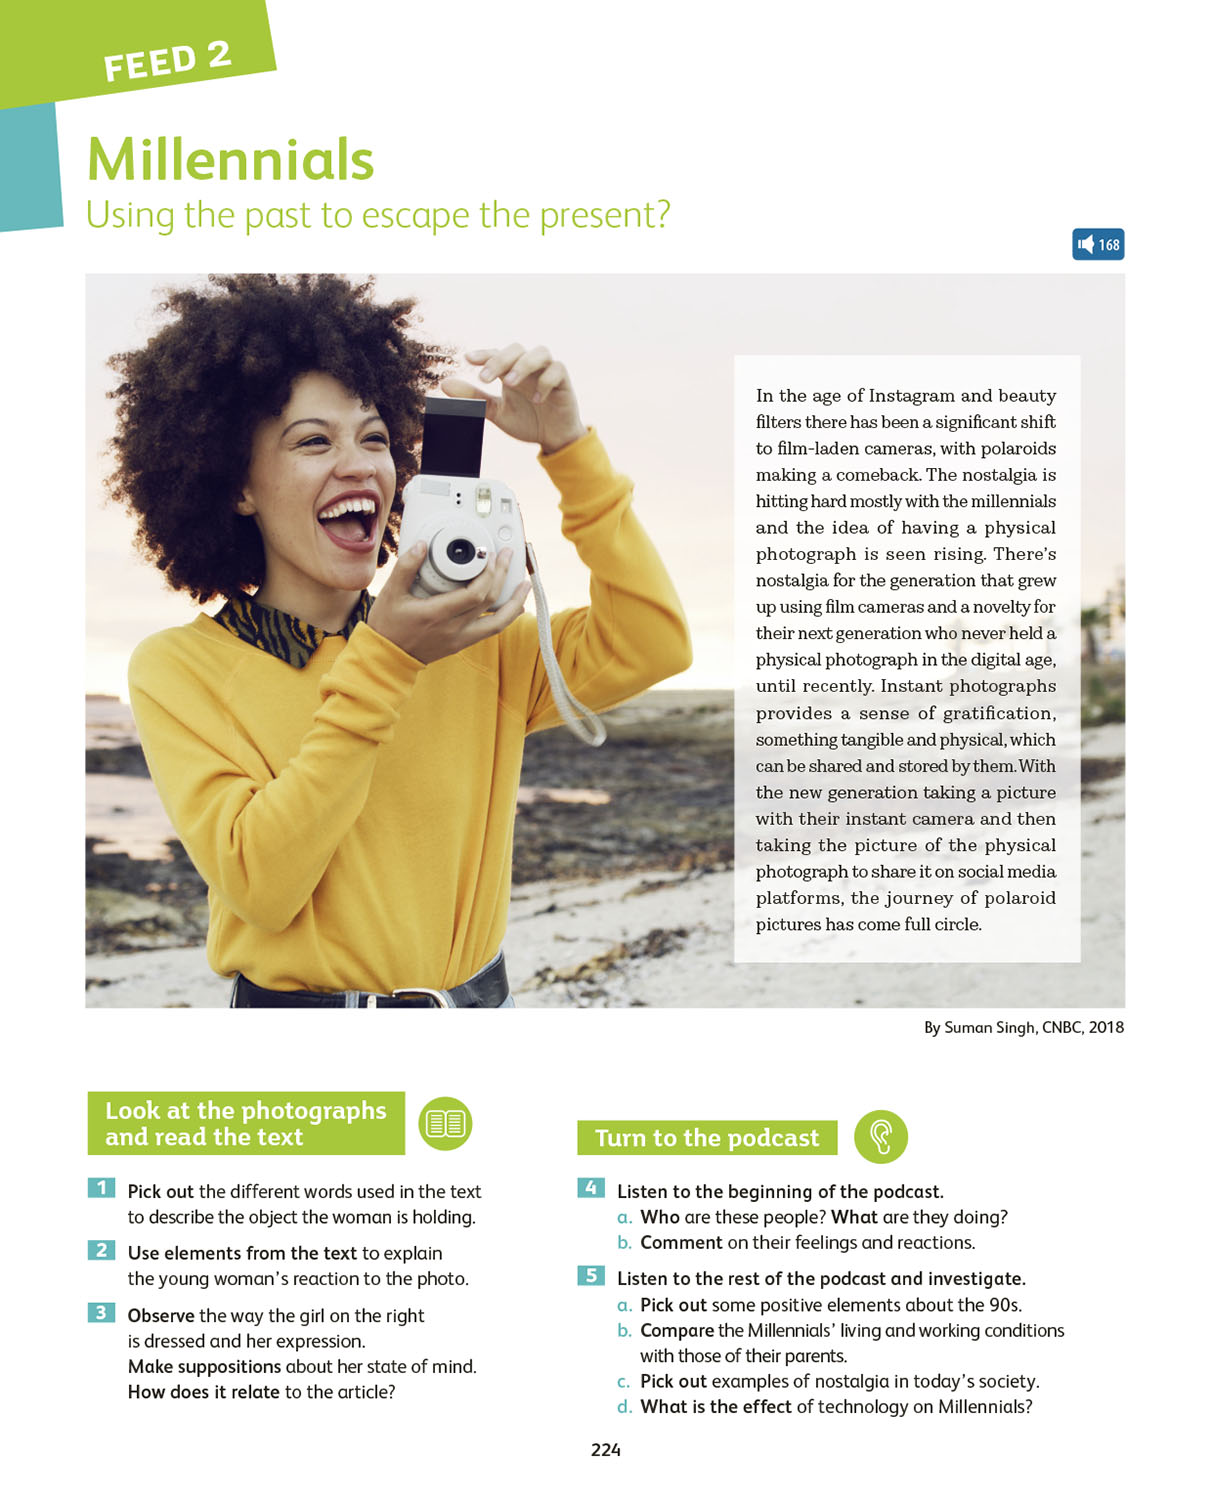 FEED 2
Millennials
Using the past to escape the present?
168
In the age of Instagram and beauty
filters there has been a significant shift
to film-laden cameras, with polaroids
making a comeback. The nostalgia is
hitting hard mostly with the millennials
and the idea of having a physical
photograph is seen rising. There's
nostalgia for the generation that grew
up using film cameras and a novelty for
their next generation who never held a
physical photograph in the digital age,
until recently. Instant photographs
provides a sense of gratification,
something tangible and physical, which
can be shared and stored by them. With
the new generation taking a picture
with their instant camera and then
taking the picture of the physical
photograph to share it on social media
platforms, the journey of polaroid
pictures has come full circle.
By Suman Singh, CNBC, 2018
Look at the photographs
and read the text
1 Pick out the different words used in the text
to describe the object the woman is holding.
2 Use elements from the text to explain
the young woman's reaction to the photo.
3 Observe the way the girl on the right
is dressed and her expression.
Make suppositions about her state of mind.
How does it relate to the article?
Turn to the podcast
4 Listen to the beginning of the podcast.
a. Who are these people? What are they doing?
b. Comment on their feelings and reactions.
5 Listen to the rest of the podcast and investigate.
a. Pick out some positive elements about the 90s.
b. Compare the Millennials' living and working conditions
with those of their parents.
c. Pick out examples of nostalgia in today's society.
d. What is the effect of technology on Millennials?
224